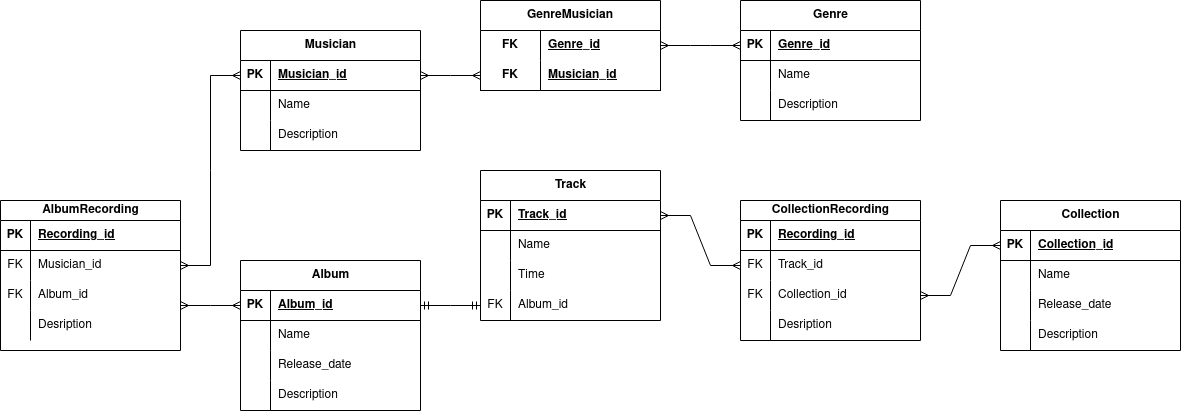 GenreMusician
FK Genre_id
FK Musician_id
Genre
PK Genre_id
Name
Description
Musician
PK Musician_id
Name
Description
Track
PK Track_id
Name
Time
FK Album_id
AlbumRecording
PK Recording_id
FK Musician_id
FK Album_id
Desription
CollectionRecording
PK Recording_id
FK Track_id
FK Collection_id
Desription
Collection
PK Collection_id
Name
Release_date
Description
Album
PK Album_id
Name
Release_date
Description